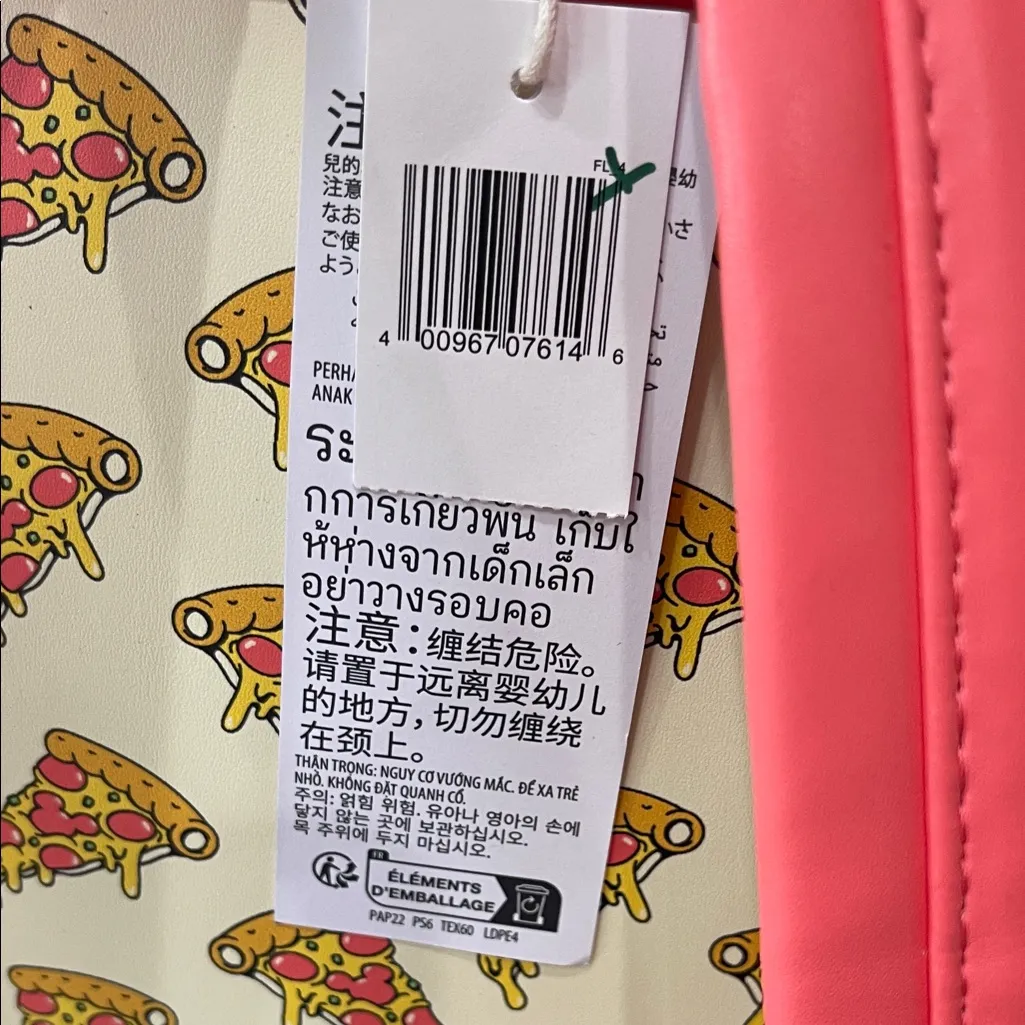 注
兒的
婴幼
注意
なお
ご使
いさ
よう
FL
4 00967 07614 6
ANAK
กการเกี่ยวพัน เก็บใ
ห้ห่างจากเด็กเล็ก
อย่าวางรอบคอ
注意：缠结危险。
请置于远离婴幼儿
的地方，切勿缠绕
在颈上。
THẬN TRỌNG: NGUY CƠ VƯỚNG MẮC. ĐỂ XA TRẺ
NHỎ. KHÔNG ĐẶT QUANH CỔ.
주의: 얽힘 위험. 유아나 영아의 손에
닿지 않는 곳에 보관하십시오.
목 주위에 두지 마십시오.
FR
ÉLÉMENTS
D'EMBALLAGE
PAP22 PS6 TEX60 LDPE4